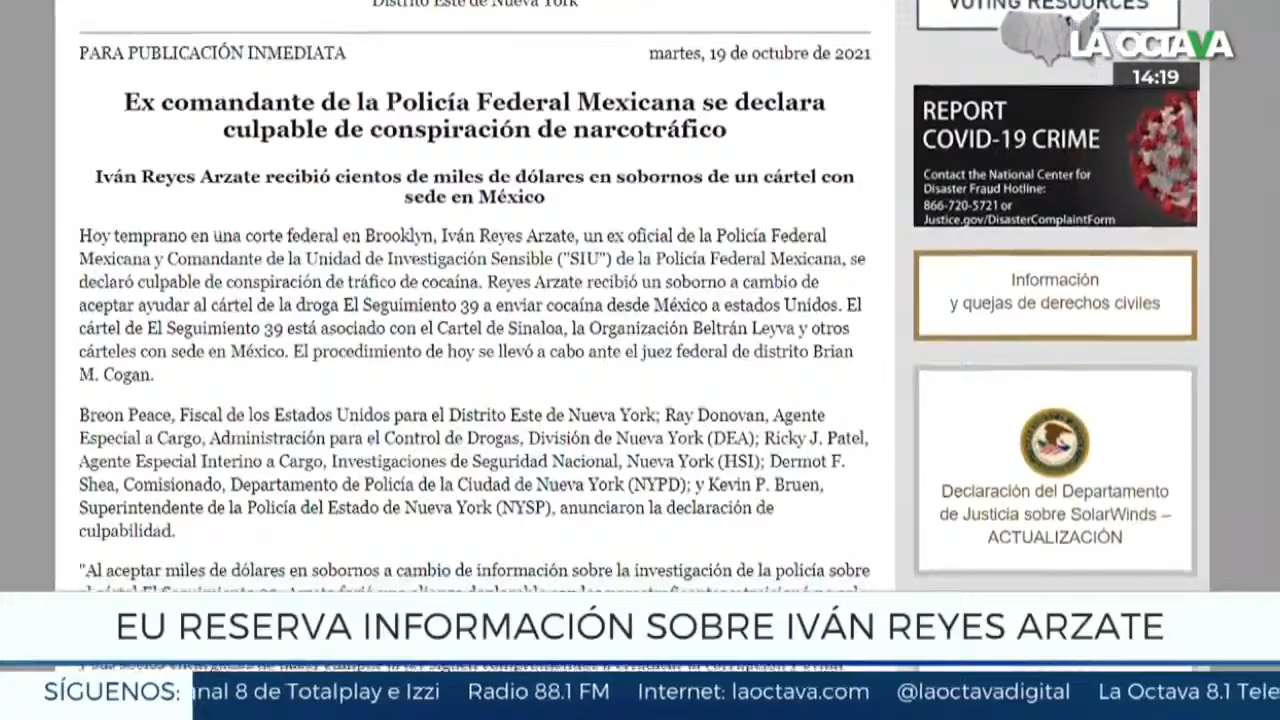 Distrito Este de Nueva York
VOTING RESOURCES
LA OCTAVA
14:19
PARA PUBLICACIÓN INMEDIATA
martes, 19 de octubre de 2021
Ex comandante de la Policía Federal Mexicana se declara
culpable de conspiración de narcotráfico
Iván Reyes Arzate recibió cientos de miles de dólares en sobornos de un cártel con
sede en México
Hoy temprano en una corte federal en Brooklyn, Iván Reyes Arzate, un ex oficial de la Policía Federal
Mexicana y Comandante de la Unidad de Investigación Sensible ("SIU") de la Policía Federal Mexicana, se
declaró culpable de conspiración de tráfico de cocaína. Reyes Arzate recibió un soborno a cambio de
aceptar ayudar al cártel de la droga El Seguimiento 39 a enviar cocaína desde México a estados Unidos. El
cártel de El Seguimiento 39 está asociado con el Cartel de Sinaloa, la Organización Beltrán Leyva y otros
cárteles con sede en México. El procedimiento de hoy se llevó a cabo ante el juez federal de distrito Brian
M. Cogan.
Breon Peace, Fiscal de los Estados Unidos para el Distrito Este de Nueva York; Ray Donovan, Agente
Especial a Cargo, Administración para el Control de Drogas, División de Nueva York (DEA); Ricky J. Patel,
Agente Especial Interino a Cargo, Investigaciones de Seguridad Nacional, Nueva York (HSI); Dermot F.
Shea, Comisionado, Departamento de Policía de la Ciudad de Nueva York (NYPD); y Kevin P. Bruen,
Superintendente de la Policía del Estado de Nueva York (NYSP), anunciaron la declaración de
culpabilidad.
"Al aceptar miles de dólares en sobornos a cambio de información sobre la investigación de la policía sobre
REPORT
COVID-19 CRIME
Contact the National Center for
Disaster Fraud Hotline:
866-720-5721 or
Justice.gov/DisasterComplaintForm
Información
y quejas de derechos civiles
Declaración del Departamento
de Justicia sobre SolarWinds –
ACTUALIZACIÓN
EU RESERVA INFORMACIÓN SOBRE IVÁN REYES ARZATE
SÍGUENOS: anal 8 de Totalplay e Izzi Radio 88.1 FM Internet: laoctava.com @laoctavadigital La Octava 8.1 Tele